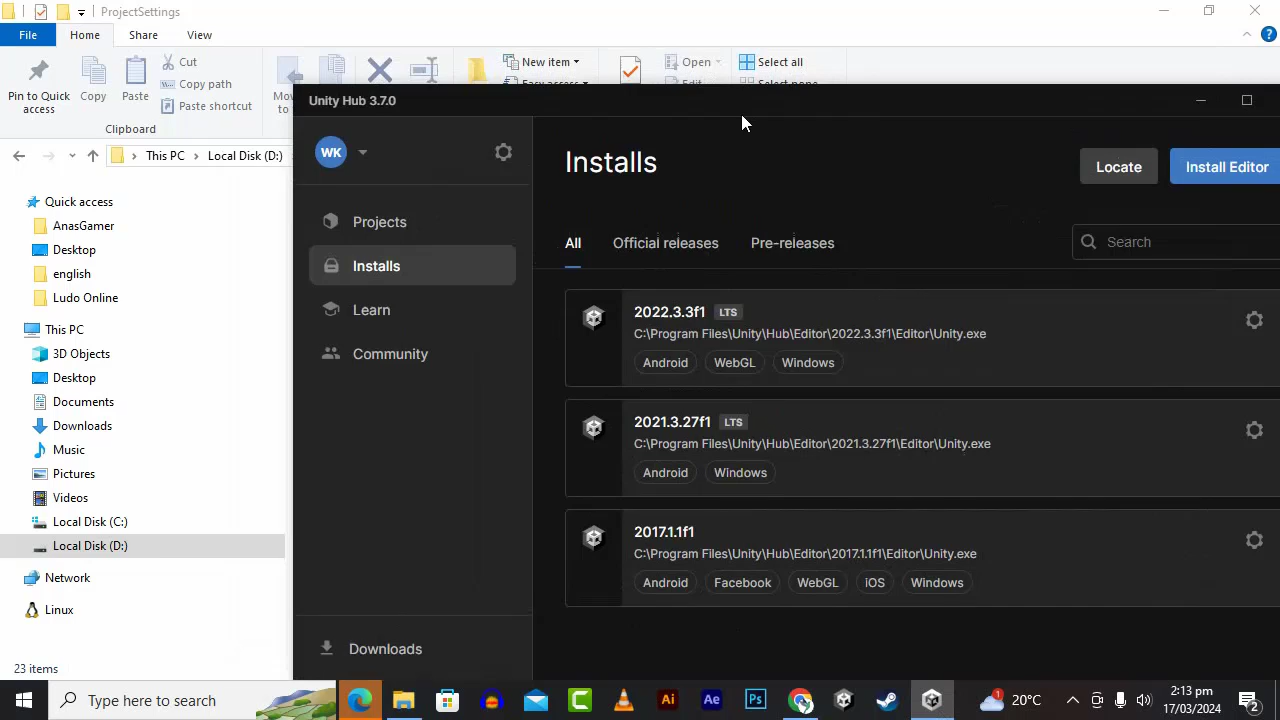 ProjectSettings
File
Home
Share
View
Pin to Quick
access
Copy
Paste
Cut
Copy path
Paste shortcut
Clipboard
New item
Open
Select all
This PC
Local Disk (D:)
Quick access
AnasGamer
Desktop
english
Ludo Online
This PC
3D Objects
Desktop
Documents
Downloads
Music
Pictures
Videos
Local Disk (C:)
Local Disk (D:)
Network
Linux
23 items
Unity Hub 3.7.0
WK
Projects
Installs
Learn
Community
Downloads
Installs
Locate
Install Editor
All
Official releases
Pre-releases
Search
2022.3.3f1 LTS
C:\Program Files\Unity\Hub\Editor\2022.3.3f1\Editor\Unity.exe
Android WebGL Windows
2021.3.27f1 LTS
C:\Program Files\Unity\Hub\Editor\2021.3.27f1\Editor\Unity.exe
Android Windows
2017.1.1f1
C:\Program Files\Unity\Hub\Editor\2017.1.1f1\Editor\Unity.exe
Android Facebook WebGL iOS Windows
Type here to search
Ai
Ae
Ps
1
20°C
2:13 pm
17/03/2024
2